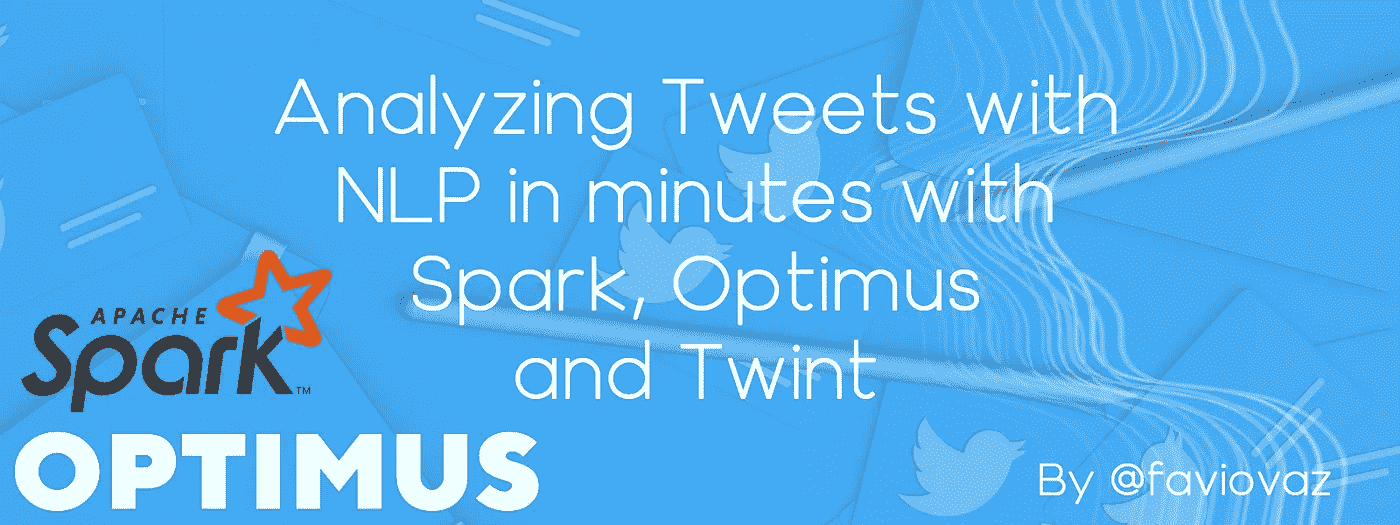 Analyzing Tweets with
NLP in minutes with
Spark, Optimus
and Twint
APACHE
Spark™
OPTIMUS
By @faviovaz